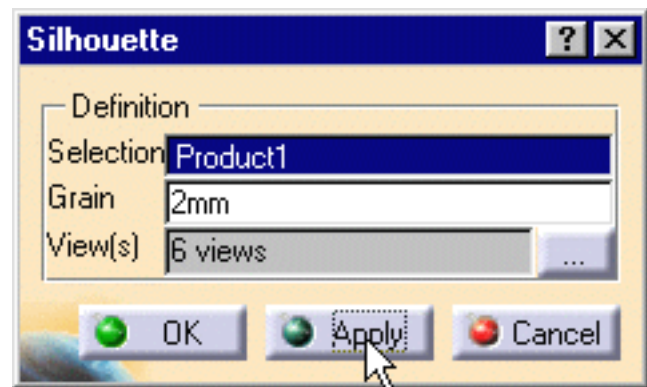 Silhouette ? X
Definition
Selection Product1
Grain 2mm
View(s) 6 views ...
OK Apply Cancel